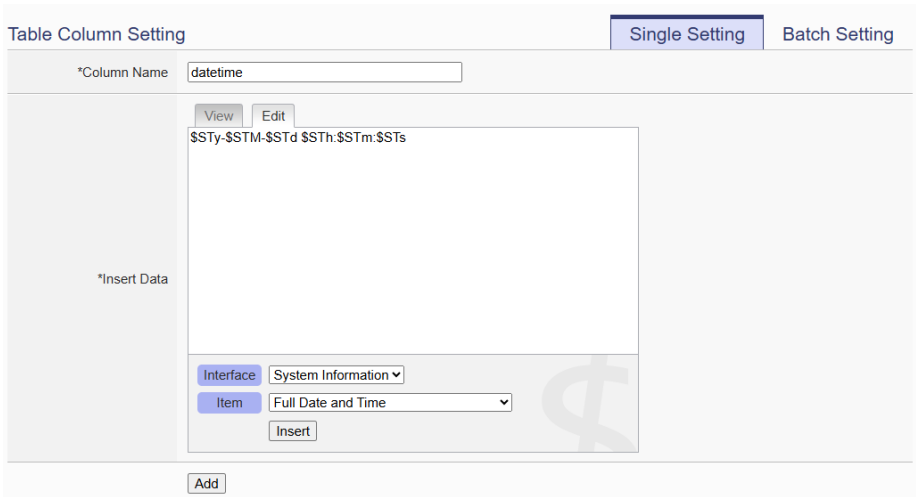 Table Column Setting
Single Setting
Batch Setting
*Column Name
datetime
View
Edit
$STy-$STM-$STd $STh:$STm:$STs
*Insert Data
Interface
System Information
Item
Full Date and Time
Insert
$
Add